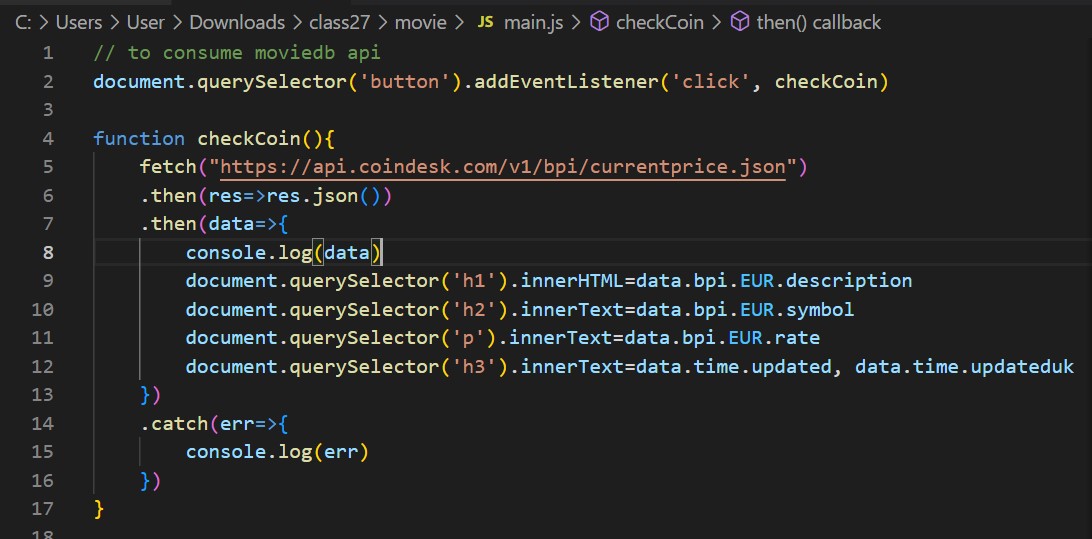 C: > Users > User > Downloads > class27 > movie > JS main.js > checkCoin > then() callback
1 // to consume moviedb api
2 document.querySelector('button').addEventListener('click', checkCoin)
3
4 function checkCoin(){
5     fetch("https://api.coindesk.com/v1/bpi/currentprice.json")
6     .then(res=>res.json())
7     .then(data=>{
8         console.log(data)
9         document.querySelector('h1').innerHTML=data.bpi.EUR.description
10         document.querySelector('h2').innerText=data.bpi.EUR.symbol
11         document.querySelector('p').innerText=data.bpi.EUR.rate
12         document.querySelector('h3').innerText=data.time.updated, data.time.updateduk
13     })
14     .catch(err=>{
15         console.log(err)
16     })
17 }
18